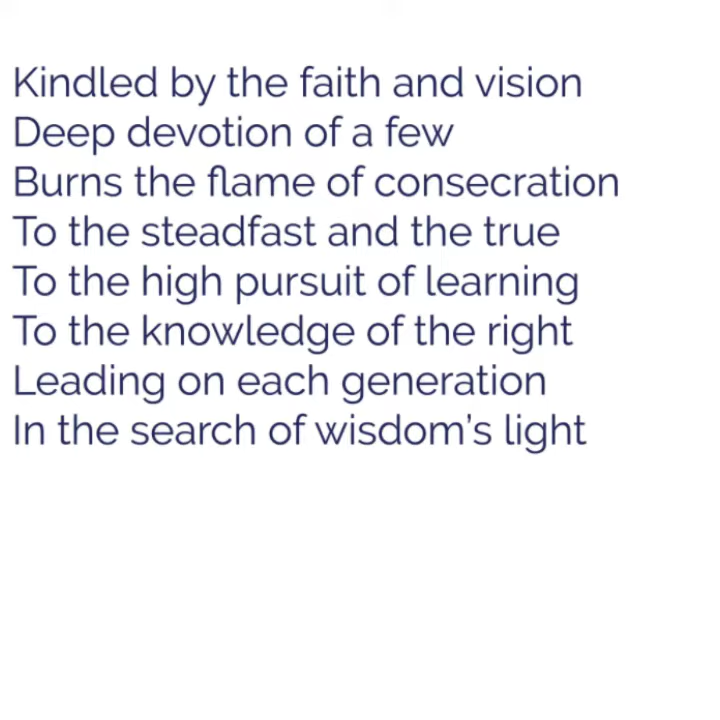 Kindled by the faith and vision
Deep devotion of a few
Burns the flame of consecration
To the steadfast and the true
To the high pursuit of learning
To the knowledge of the right
Leading on each generation
In the search of wisdom’s light